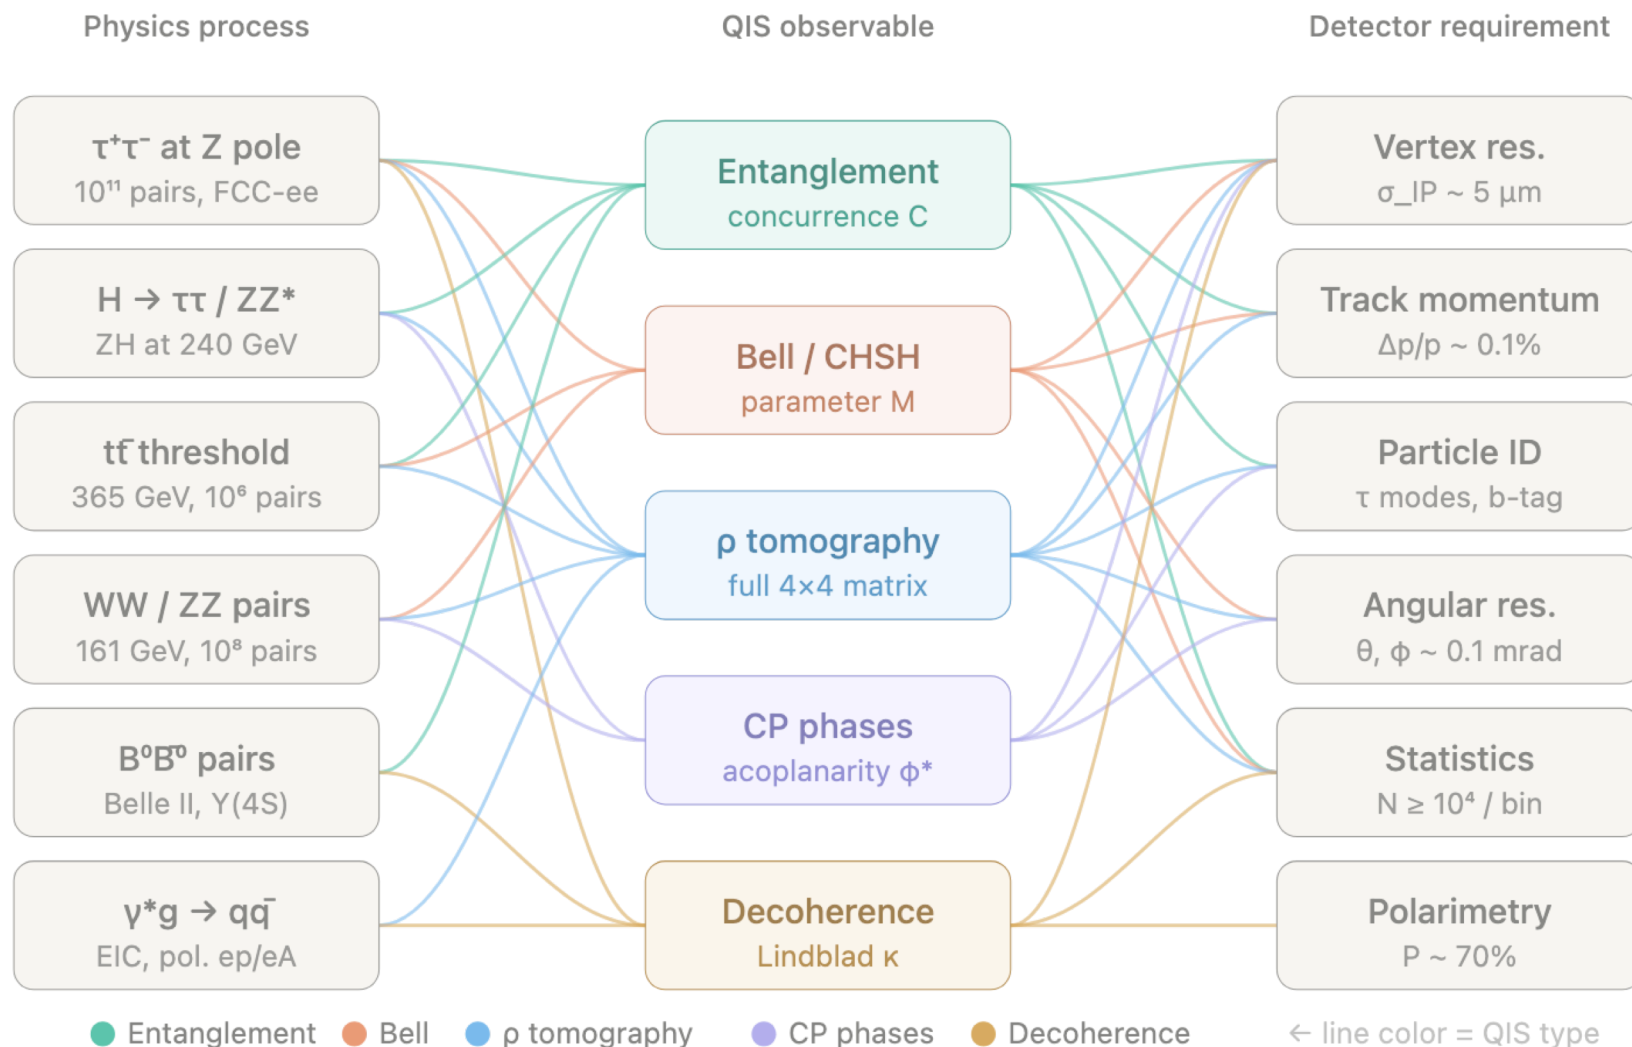 Physics process
QIS observable
Detector requirement
τ⁺τ⁻ at Z pole
10¹¹ pairs, FCC-ee
H → ττ / ZZ*
ZH at 240 GeV
tt̄ threshold
365 GeV, 10⁶ pairs
WW / ZZ pairs
161 GeV, 10⁸ pairs
B⁰B̄⁰ pairs
Belle II, Υ(4S)
γ*g → qq̄
EIC, pol. ep/eA
Entanglement
concurrence C
Bell / CHSH
parameter M
ρ tomography
full 4×4 matrix
CP phases
acoplanarity ϕ*
Decoherence
Lindblad κ
Vertex res.
σ_IP ~ 5 μm
Track momentum
Δp/p ~ 0.1%
Particle ID
τ modes, b-tag
Angular res.
θ, ϕ ~ 0.1 mrad
Statistics
N ≥ 10⁴ / bin
Polarimetry
P ~ 70%
Entanglement
Bell
ρ tomography
CP phases
Decoherence
← line color = QIS type